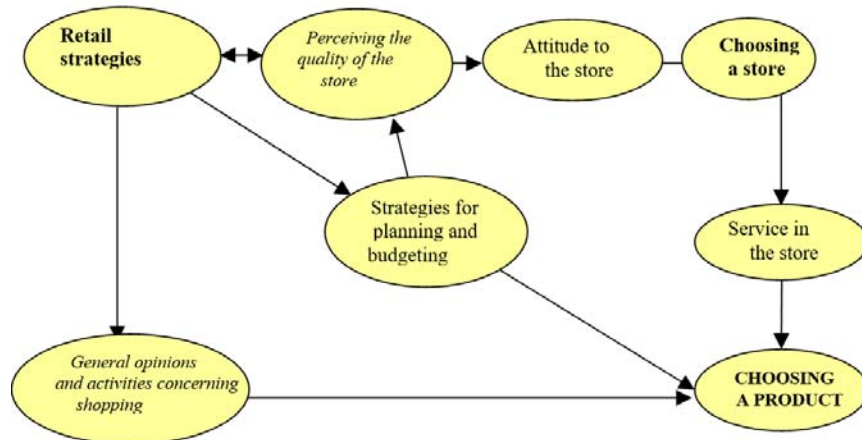 Retail
strategies
Perceiving the
quality of the
store
Attitude to
the store
Choosing
a store
Strategies for
planning and
budgeting
Service in
the store
General opinions
and activities concerning
shopping
CHOOSING
A PRODUCT